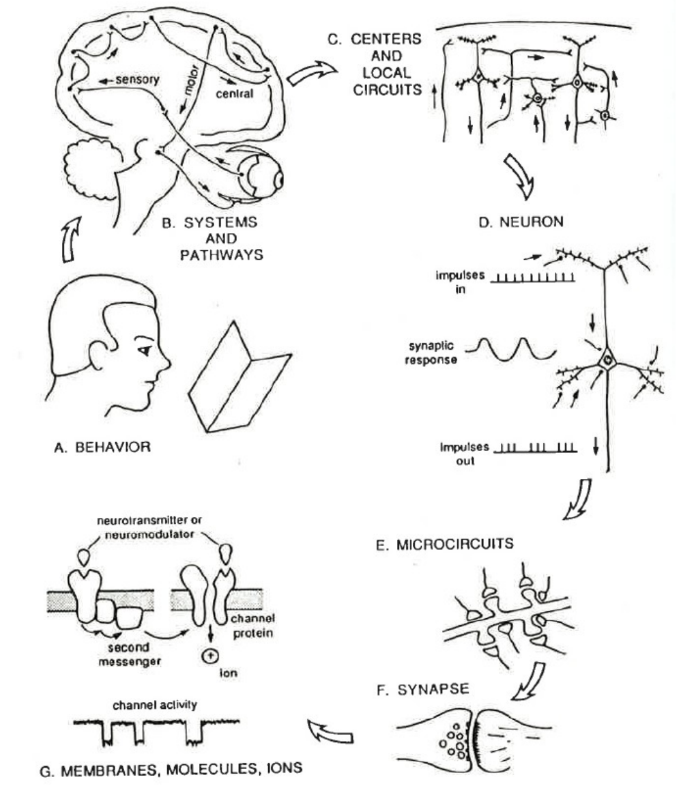 sensory
motor
central
B. SYSTEMS
AND
PATHWAYS
C. CENTERS
AND
LOCAL
CIRCUITS
A. BEHAVIOR
D. NEURON
impulses
in
synaptic
response
impulses
out
E. MICROCIRCUITS
F. SYNAPSE
neurotransmitter or
neuromodulator
channel
protein
second
messenger
+
ion
channel activity
G. MEMBRANES, MOLECULES, IONS